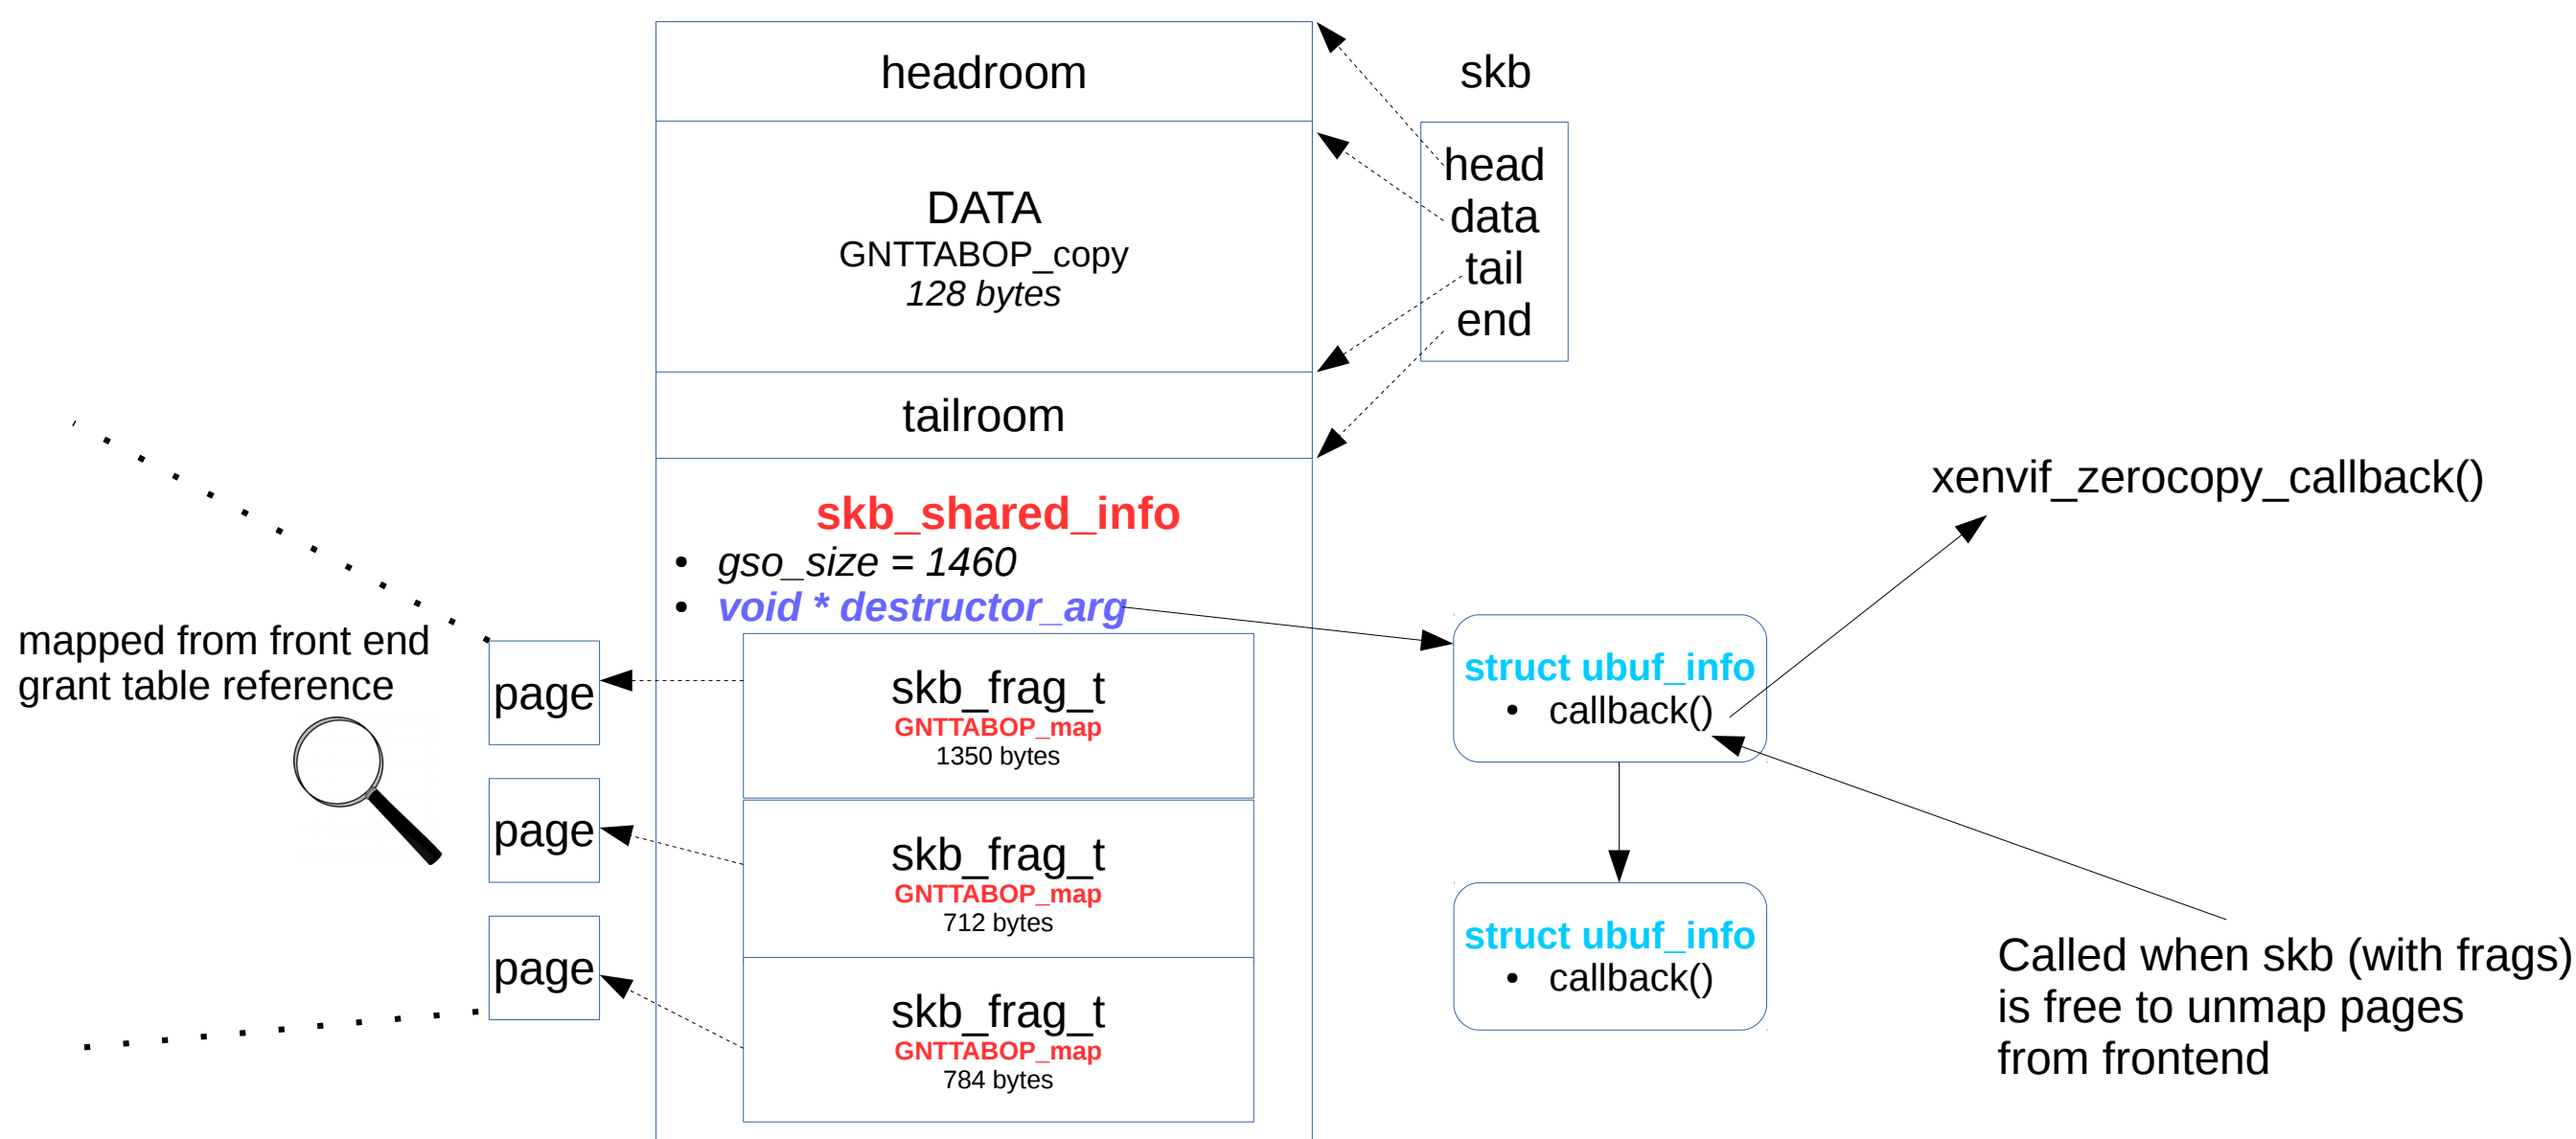 headroom
skb
DATA
GNTTABOP_copy
128 bytes
head
data
tail
end
tailroom
skb_shared_info
• gso_size = 1460
• void * destructor_arg
xenvif_zerocopy_callback()
mapped from front end
grant table reference
page
page
page
skb_frag_t
GNTTABOP_map
1350 bytes
skb_frag_t
GNTTABOP_map
712 bytes
skb_frag_t
GNTTABOP_map
784 bytes
struct ubuf_info
• callback()
struct ubuf_info
• callback()
Called when skb (with frags)
is free to unmap pages
from frontend